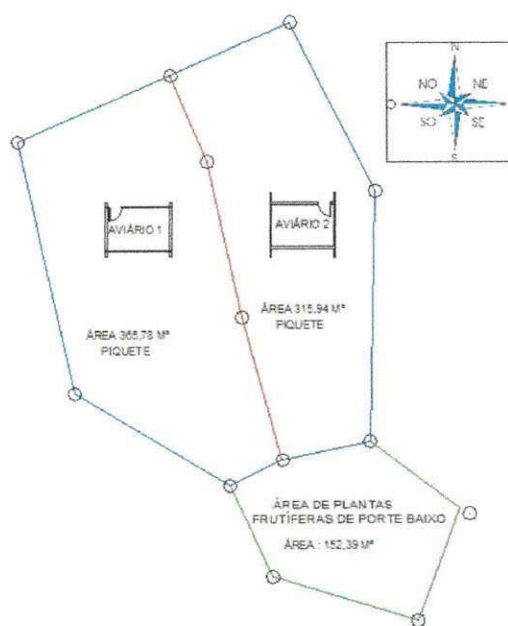 N
NO NE
O
SO SE
S
AVIÁRIO 1
AVIÁRIO 2
ÁREA 365,78 M²
PIQUETE
ÁREA 315,94 M²
PIQUETE
ÁREA DE PLANTAS
FRUTÍFERAS DE PORTE BAIXO
ÁREA : 152,39 M²